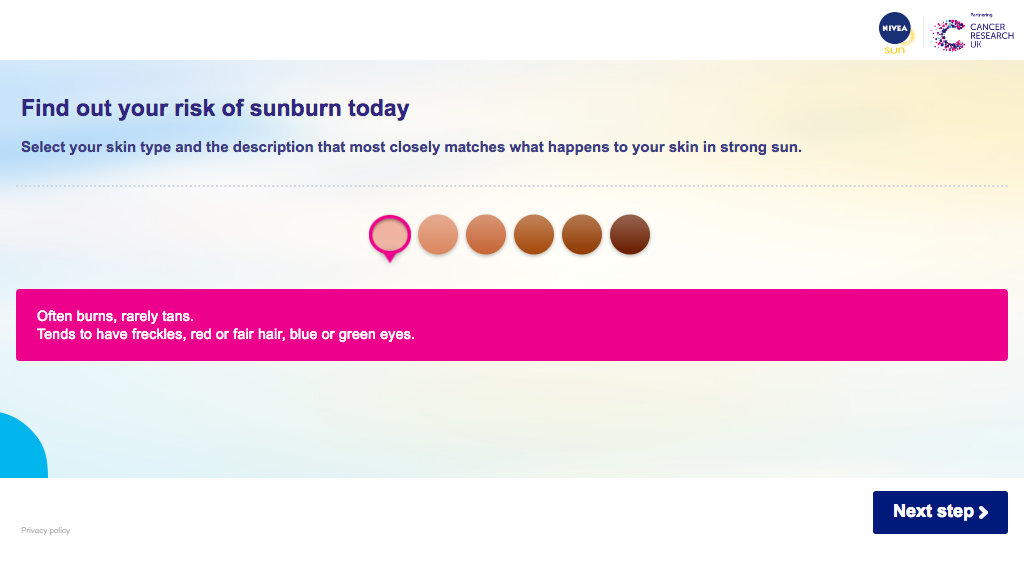 NIVEA
sun
Partnering
CANCER
RESEARCH
UK
Find out your risk of sunburn today
Select your skin type and the description that most closely matches what happens to your skin in strong sun.
Often burns, rarely tans.
Tends to have freckles, red or fair hair, blue or green eyes.
Next step
Privacy policy